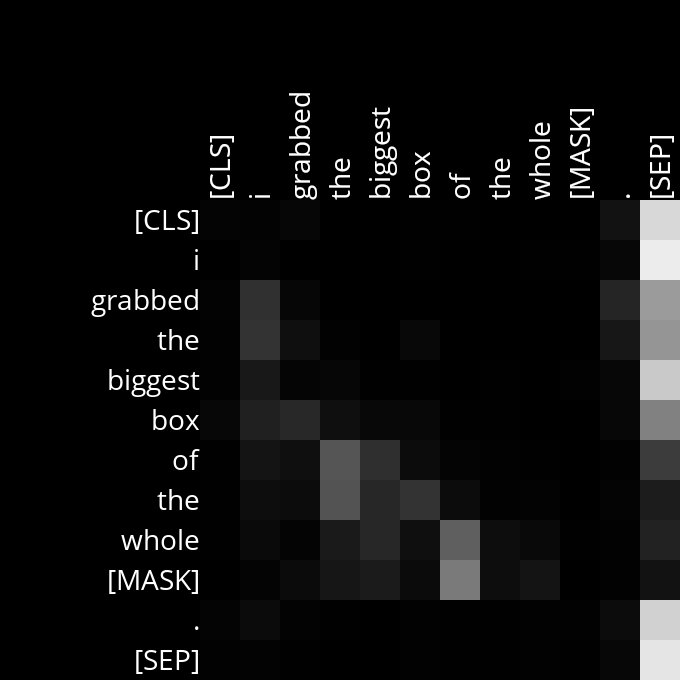 [CLS] i grabbed the biggest box of the whole [MASK] . [SEP]
[CLS]
i
grabbed
the
biggest
box
of
the
whole
[MASK]
.
[SEP]